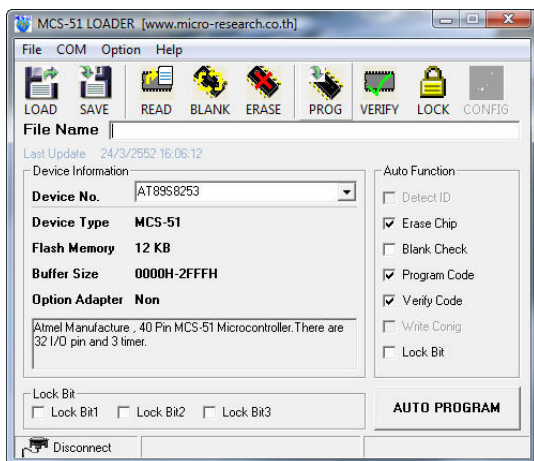 MCS-51 LOADER [www.micro-research.co.th]
File COM Option Help
LOAD SAVE READ BLANK ERASE PROG VERIFY LOCK CONFIG
File Name
Last Update 24/3/2552 16:06:12
Device Information
Device No. AT89S8253
Device Type MCS-51
Flash Memory 12 KB
Buffer Size 0000H-2FFFH
Option Adapter Non
Atmel Manufacture , 40 Pin MCS-51 Microcontroller.There are
32 I/O pin and 3 timer.
Auto Function
Detect ID
Erase Chip
Blank Check
Program Code
Verify Code
Write Conig
Lock Bit
Lock Bit
Lock Bit1 Lock Bit2 Lock Bit3
AUTO PROGRAM
Disconnect